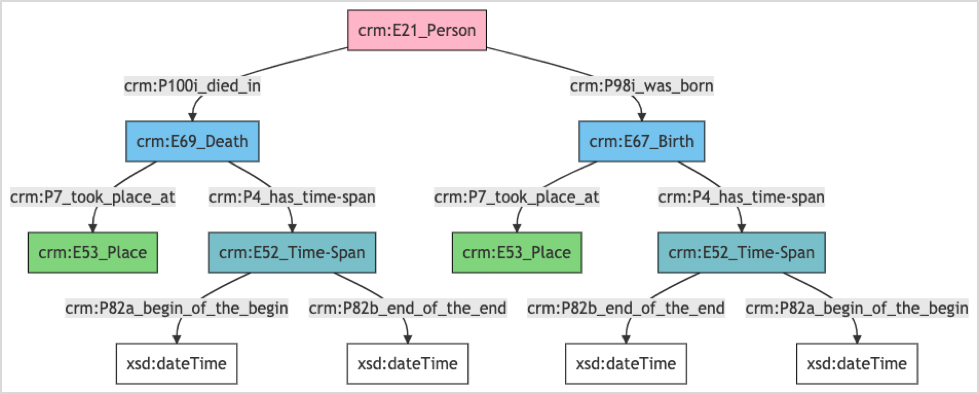 crm:E21_Person
crm:P100i_died_in
crm:P98i_was_born
crm:E69_Death
crm:E67_Birth
crm:P7_took_place_at
crm:P4_has_time-span
crm:P7_took_place_at
crm:P4_has_time-span
crm:E53_Place
crm:E52_Time-Span
crm:E53_Place
crm:E52_Time-Span
crm:P82a_begin_of_the_begin
crm:P82b_end_of_the_end
crm:P82b_end_of_the_end
crm:P82a_begin_of_the_begin
xsd:dateTime
xsd:dateTime
xsd:dateTime
xsd:dateTime